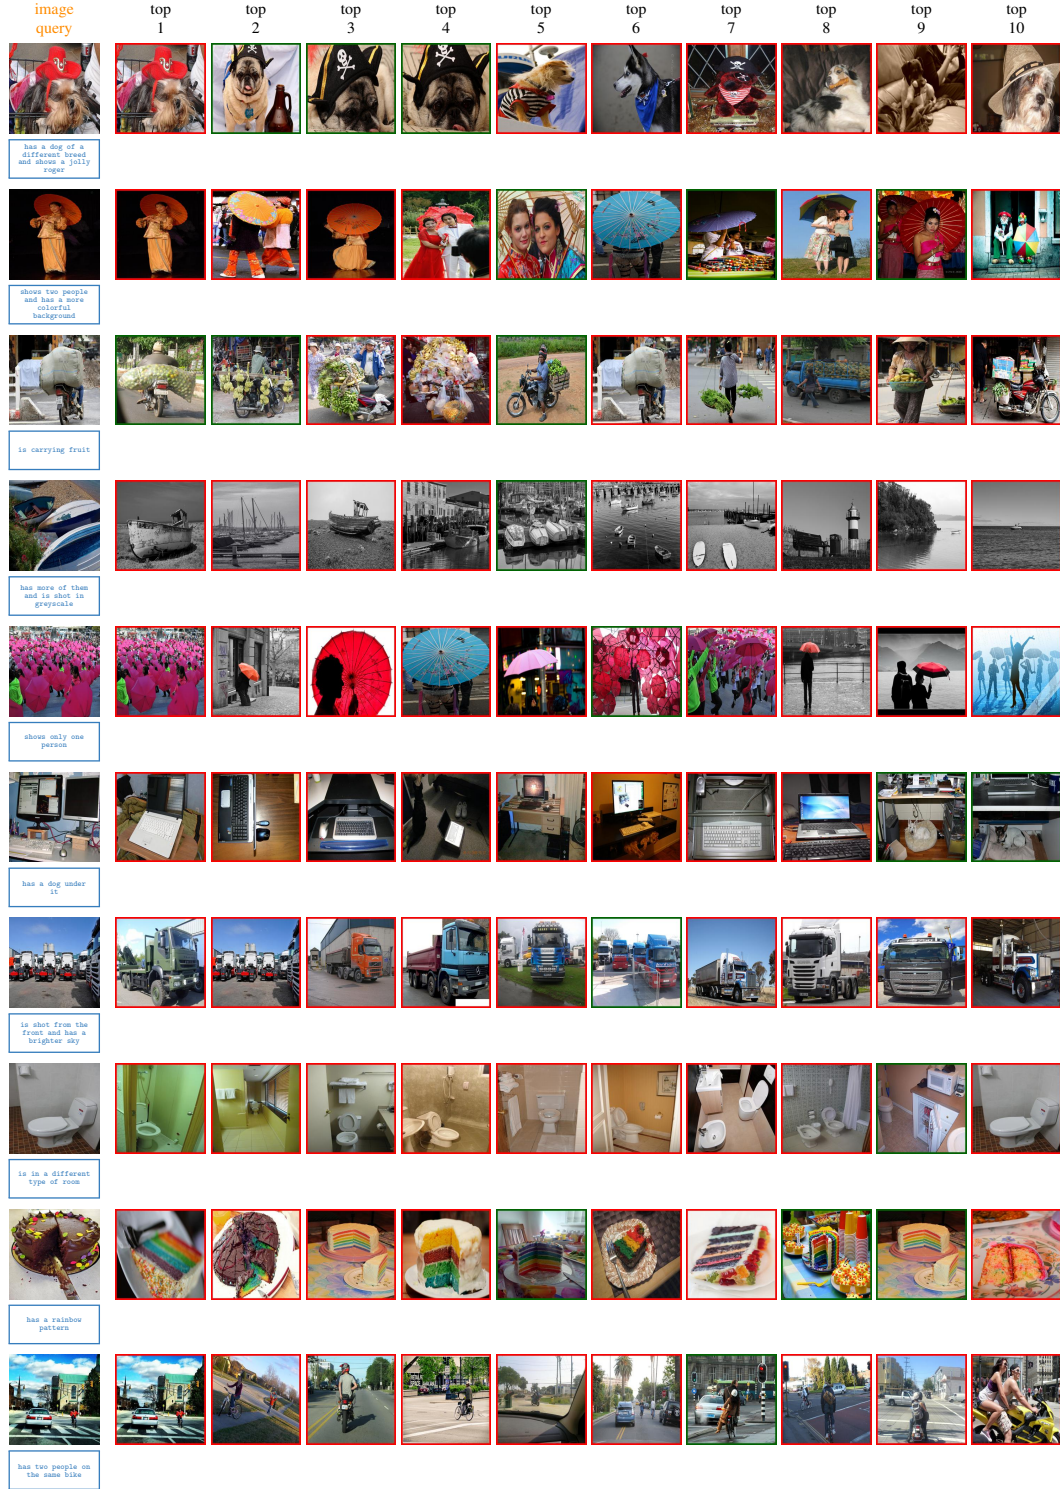 image
query
top
1
top
2
top
3
top
4
top
5
top
6
top
7
top
8
top
9
top
10
has a dog of a
different breed
and shows a jolly
roger
shows two people
and has a more
colorful
background
is carrying fruit
has more of them
and is shot in
greyscale
shows only one
person
has a dog under
it
is shot from the
front and has a
brighter sky
is in a different
type of room
has a rainbow
pattern
has two people on
the same bike